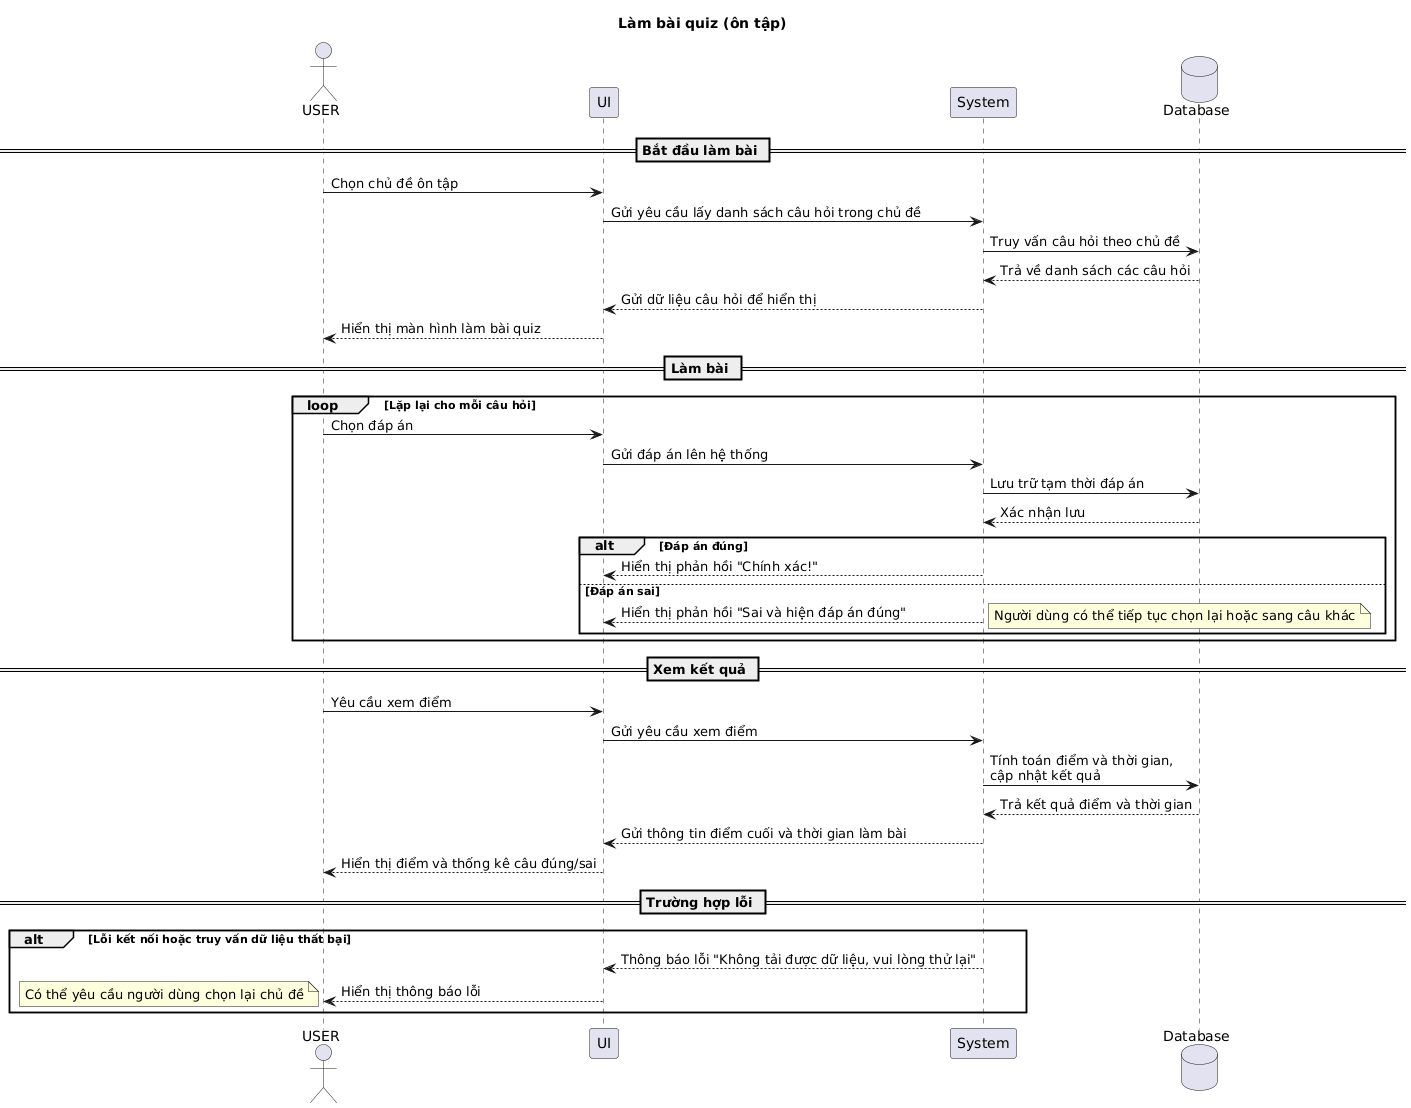 Làm bài quiz (ôn tập)
USER
UI
System
Database
Bắt đầu làm bài
Chọn chủ đề ôn tập
Gửi yêu cầu lấy danh sách câu hỏi trong chủ đề
Truy vấn câu hỏi theo chủ đề
Trả về danh sách các câu hỏi
Gửi dữ liệu câu hỏi để hiển thị
Hiển thị màn hình làm bài quiz
Làm bài
loop [Lặp lại cho mỗi câu hỏi]
Chọn đáp án
Gửi đáp án lên hệ thống
Lưu trữ tạm thời đáp án
Xác nhận lưu
alt [Đáp án đúng]
Hiển thị phản hồi "Chính xác!"
[Đáp án sai]
Hiển thị phản hồi "Sai và hiện đáp án đúng"
Người dùng có thể tiếp tục chọn lại hoặc sang câu khác
Xem kết quả
Yêu cầu xem điểm
Gửi yêu cầu xem điểm
Tính toán điểm và thời gian,
cập nhật kết quả
Trả kết quả điểm và thời gian
Gửi thông tin điểm cuối và thời gian làm bài
Hiển thị điểm và thống kê câu đúng/sai
Trường hợp lỗi
alt [Lỗi kết nối hoặc truy vấn dữ liệu thất bại]
Thông báo lỗi "Không tải được dữ liệu, vui lòng thử lại"
Có thể yêu cầu người dùng chọn lại chủ đề
Hiển thị thông báo lỗi
USER
UI
System
Database